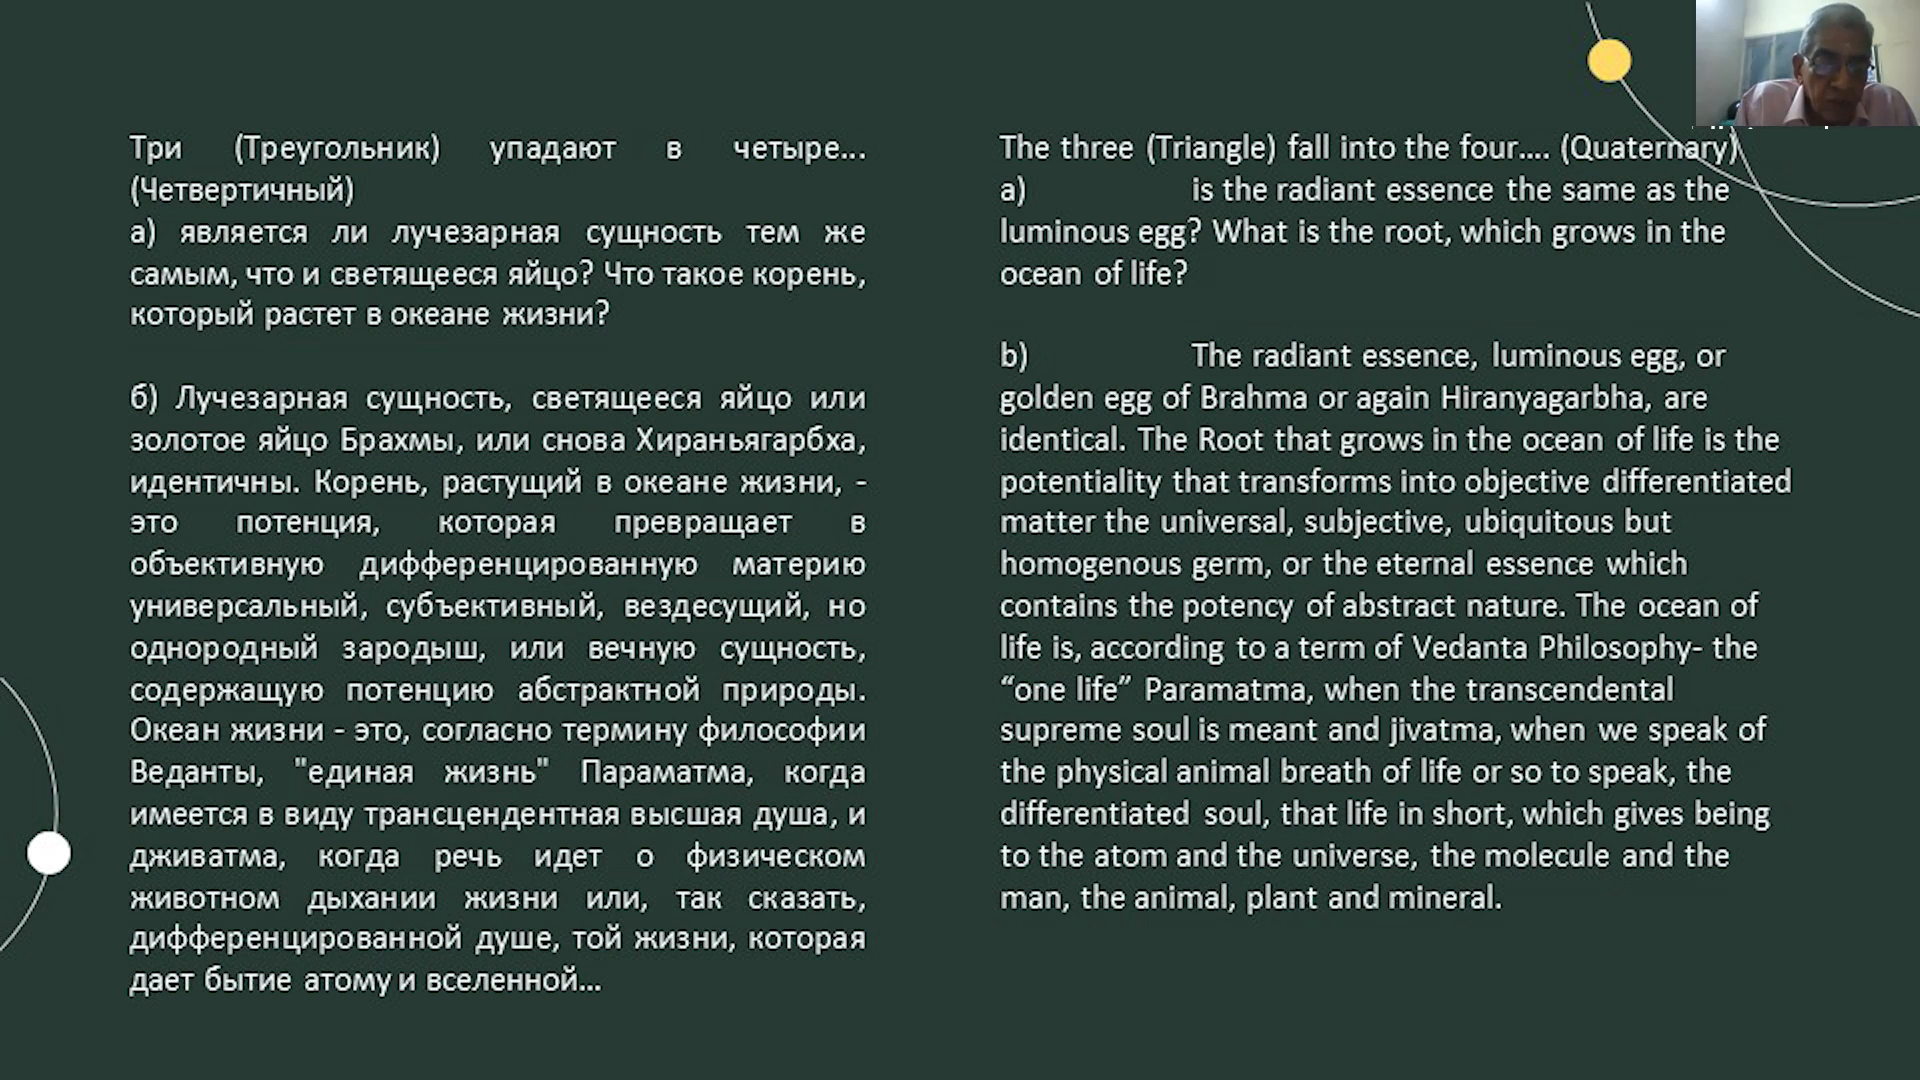 Три (Треугольник) упадают в четыре...
(Четвертичный)
а) является ли лучезарная сущность тем же
самым, что и светящееся яйцо? Что такое корень,
который растет в океане жизни?
б) Лучезарная сущность, светящееся яйцо или
золотое яйцо Брахмы, или снова Хираньягарбха,
идентичны. Корень, растущий в океане жизни, -
это потенция, которая превращает в
объективную дифференцированную материю
универсальный, субъективный, вездесущий, но
однородный зародыш, или вечную сущность,
содержащую потенцию абстрактной природы.
Океан жизни - это, согласно термину философии
Веданты, "единая жизнь" Параматма, когда
имеется в виду трансцендентная высшая душа, и
дживатма, когда речь идет о физическом
животном дыхании жизни или, так сказать,
дифференцированной душе, той жизни, которая
дает бытие атому и вселенной...
The three (Triangle) fall into the four.... (Quaternary)
a) is the radiant essence the same as the
luminous egg? What is the root, which grows in the
ocean of life?
b) The radiant essence, luminous egg, or
golden egg of Brahma or again Hiranyagarbha, are
identical. The Root that grows in the ocean of life is the
potentiality that transforms into objective differentiated
matter the universal, subjective, ubiquitous but
homogenous germ, or the eternal essence which
contains the potency of abstract nature. The ocean of
life is, according to a term of Vedanta Philosophy- the
“one life” Paramatma, when the transcendental
supreme soul is meant and jivatma, when we speak of
the physical animal breath of life or so to speak, the
differentiated soul, that life in short, which gives being
to the atom and the universe, the molecule and the
man, the animal, plant and mineral.